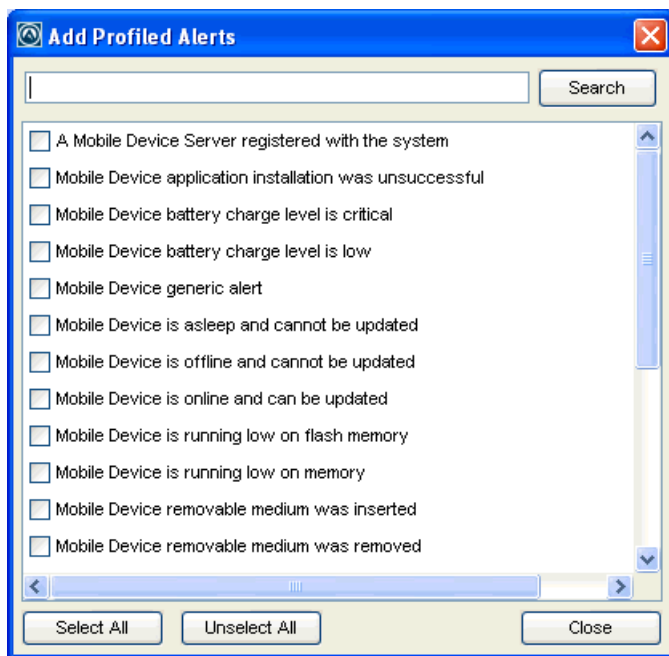 Add Profiled Alerts
Search
A Mobile Device Server registered with the system
Mobile Device application installation was unsuccessful
Mobile Device battery charge level is critical
Mobile Device battery charge level is low
Mobile Device generic alert
Mobile Device is asleep and cannot be updated
Mobile Device is offline and cannot be updated
Mobile Device is online and can be updated
Mobile Device is running low on flash memory
Mobile Device is running low on memory
Mobile Device removable medium was inserted
Mobile Device removable medium was removed
Select All Unselect All Close